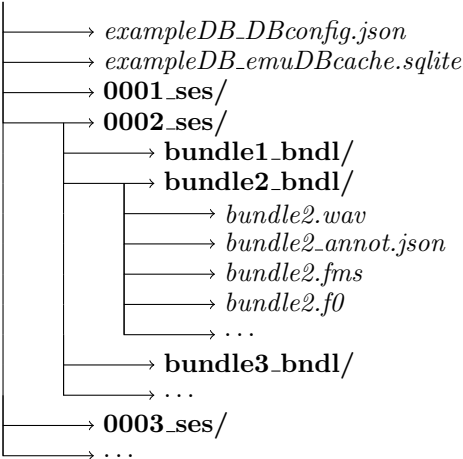 exampleDB_DBconfig.json
exampleDB_emuDBcache.sqlite
0001_ses/
0002_ses/
bundle1_bndl/
bundle2_bndl/
bundle2.wav
bundle2_annot.json
bundle2.fms
bundle2.f0
...
bundle3_bndl/
...
0003_ses/
...